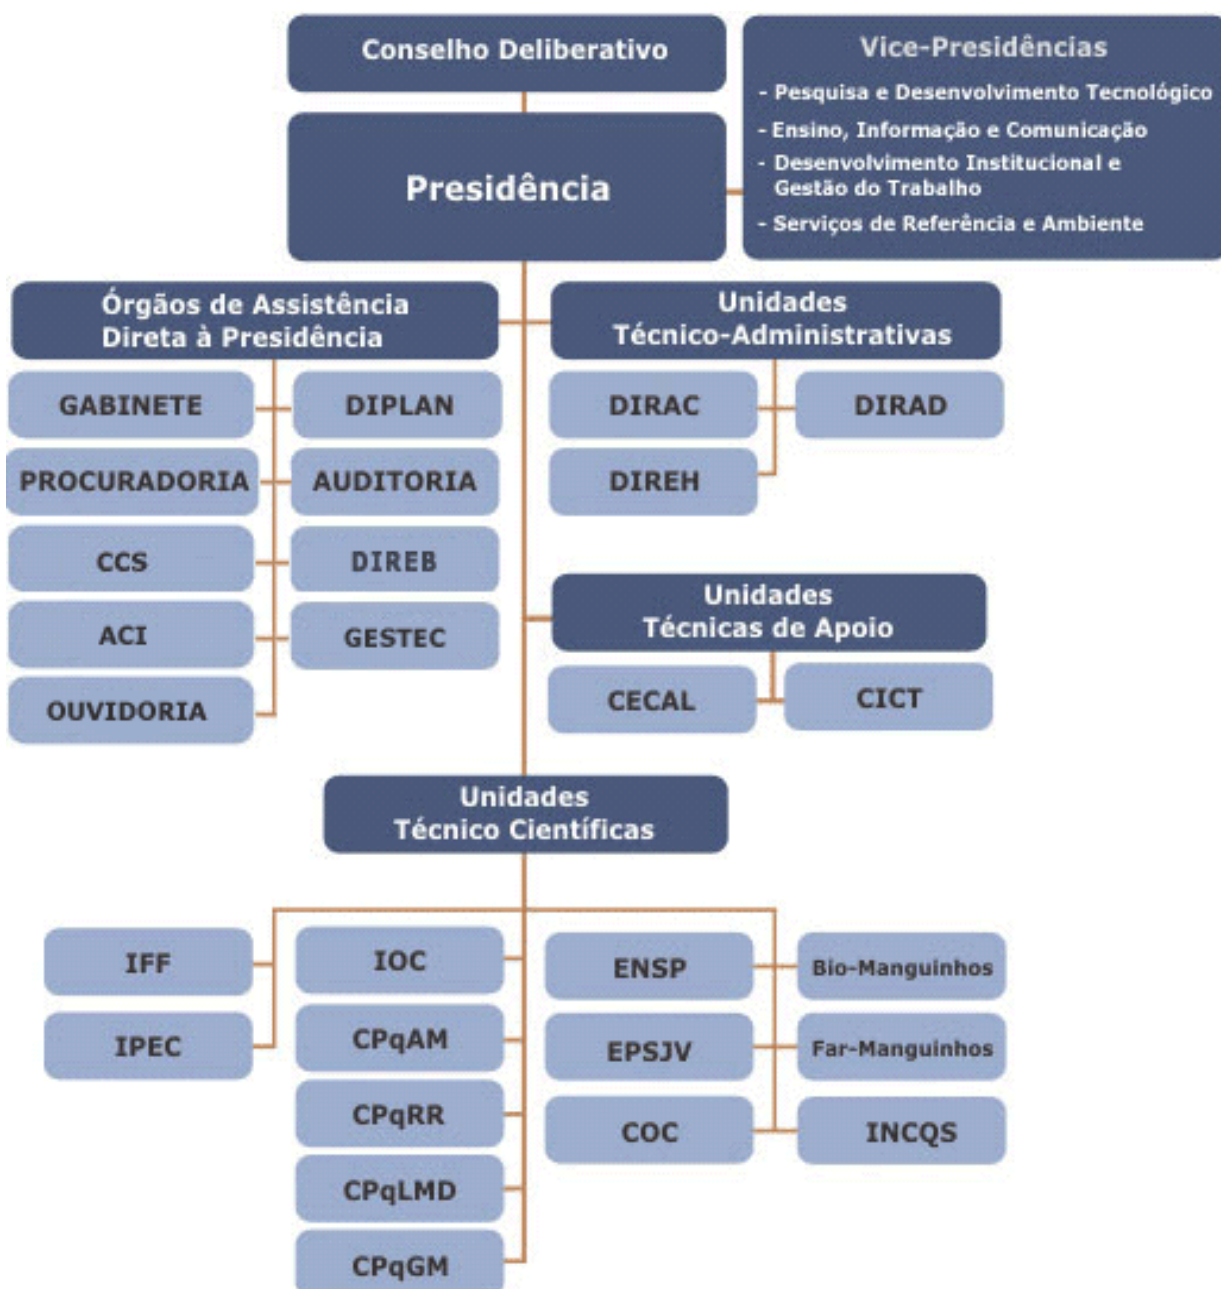 Conselho Deliberativo
Presidência
Vice-Presidências
- Pesquisa e Desenvolvimento Tecnológico
- Ensino, Informação e Comunicação
- Desenvolvimento Institucional e
Gestão do Trabalho
- Serviços de Referência e Ambiente
Órgãos de Assistência
Direta à Presidência
GABINETE
DIPLAN
PROCURADORIA
AUDITORIA
CCS
DIREB
ACI
GESTEC
OUVIDORIA
Unidades
Técnico-Administrativas
DIRAC
DIRAD
DIREH
Unidades
Técnicas de Apoio
CECAL
CICT
Unidades
Técnico Científicas
IFF
IPEC
IOC
CPqAM
CPqRR
CPqLMD
CPqGM
ENSP
Bio-Manguinhos
EPSJV
Far-Manguinhos
COC
INCQS